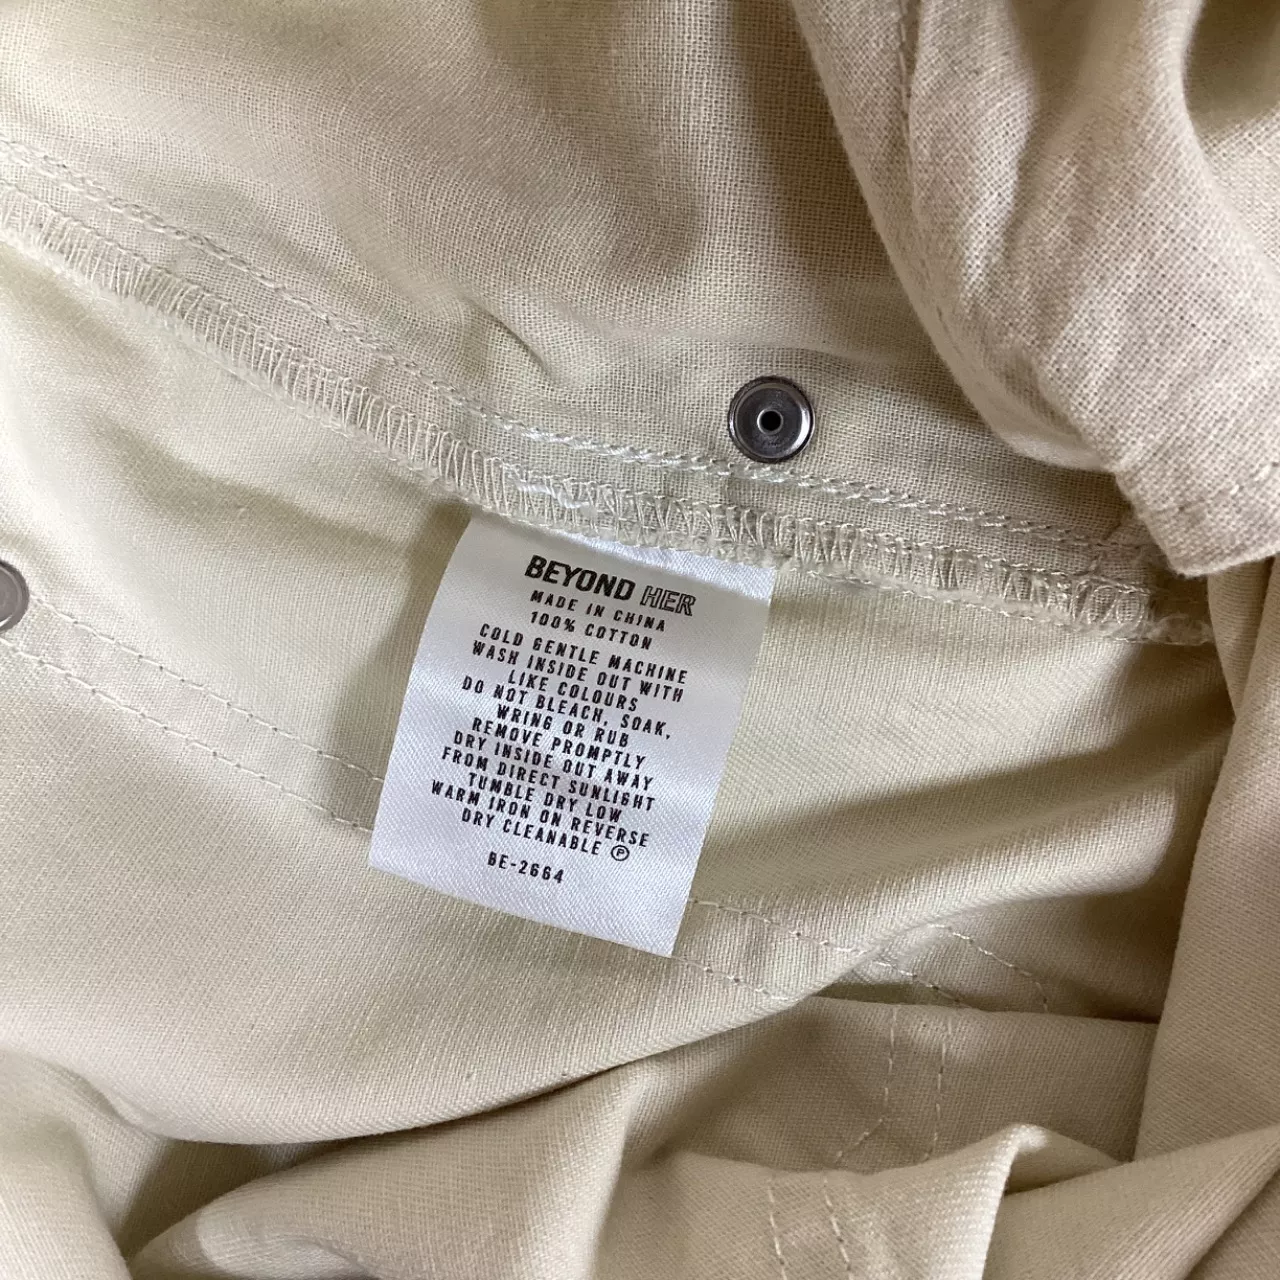 BEYOND HER
MADE IN CHINA
100% COTTON
COLD GENTLE MACHINE
WASH INSIDE OUT WITH
LIKE COLOURS
DO NOT BLEACH, SOAK,
WRING OR RUB
REMOVE PROMPTLY
DRY INSIDE OUT AWAY
FROM DIRECT SUNLIGHT
TUMBLE DRY LOW
WARM IRON ON REVERSE
DRY CLEANABLE Ⓟ
BE-2664